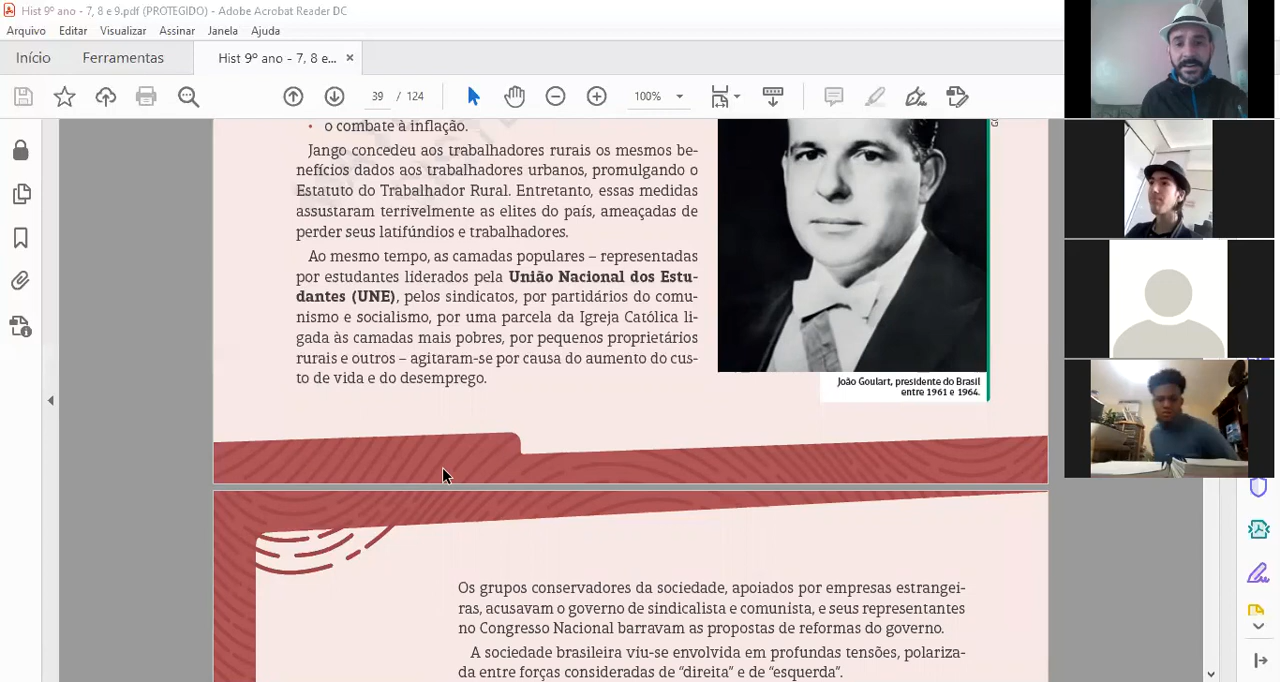 Hist 9º ano - 7, 8 e 9.pdf (PROTEGIDO) - Adobe Acrobat Reader DC
Arquivo Editar Visualizar Assinar Janela Ajuda
Início Ferramentas Hist 9º ano - 7, 8 e... ×
39 / 124 100%
• o combate à inflação.
Jango concedeu aos trabalhadores rurais os mesmos be-
nefícios dados aos trabalhadores urbanos, promulgando o
Estatuto do Trabalhador Rural. Entretanto, essas medidas
assustaram terrivelmente as elites do país, ameaçadas de
perder seus latifúndios e trabalhadores.
Ao mesmo tempo, as camadas populares – representadas
por estudantes liderados pela União Nacional dos Estu-
dantes (UNE), pelos sindicatos, por partidários do comu-
nismo e socialismo, por uma parcela da Igreja Católica li-
gada às camadas mais pobres, por pequenos proprietários
rurais e outros – agitaram-se por causa do aumento do cus-
to de vida e do desemprego.
João Goulart, presidente do Brasil
entre 1961 e 1964.
Os grupos conservadores da sociedade, apoiados por empresas estrangei-
ras, acusavam o governo de sindicalista e comunista, e seus representantes
no Congresso Nacional barravam as propostas de reformas do governo.
A sociedade brasileira viu-se envolvida em profundas tensões, polariza-
da entre forças consideradas de “direita” e de “esquerda”.